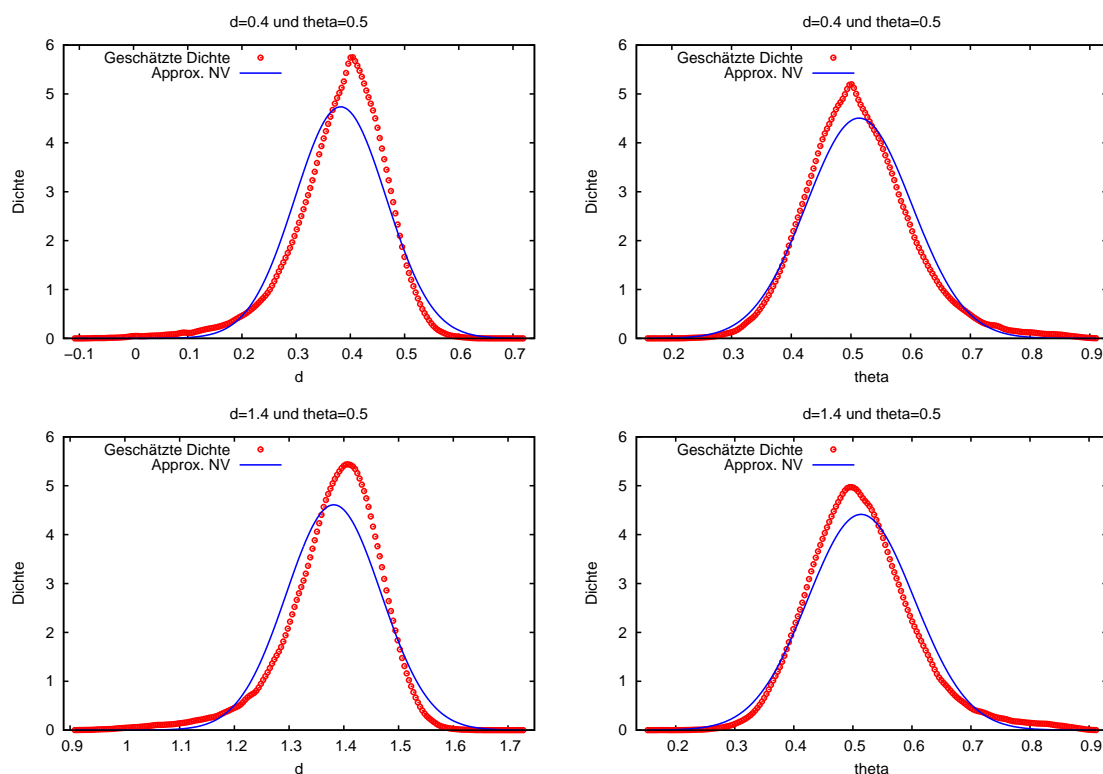 d=0.4 und theta=0.5
Geschätzte Dichte
Approx. NV
Dichte
6
5
4
3
2
1
0
−0.1 0 0.1 0.2 0.3 0.4 0.5 0.6 0.7
d
d=0.4 und theta=0.5
Geschätzte Dichte
Approx. NV
Dichte
6
5
4
3
2
1
0
0.2 0.3 0.4 0.5 0.6 0.7 0.8 0.9
theta
d=1.4 und theta=0.5
Geschätzte Dichte
Approx. NV
Dichte
6
5
4
3
2
1
0
0.9 1 1.1 1.2 1.3 1.4 1.5 1.6 1.7
d
d=1.4 und theta=0.5
Geschätzte Dichte
Approx. NV
Dichte
6
5
4
3
2
1
0
0.2 0.3 0.4 0.5 0.6 0.7 0.8 0.9
theta